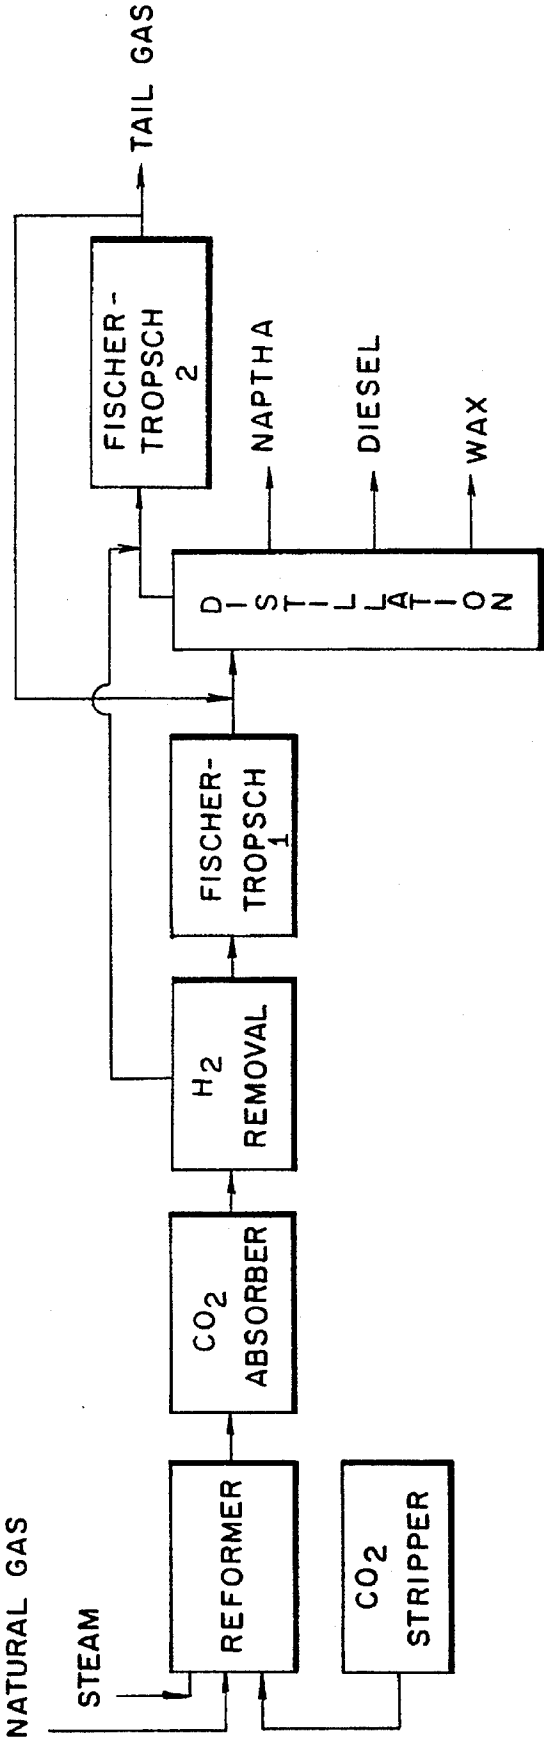 NATURAL GAS
STEAM
REFORMER
CO2
STRIPPER
CO2
ABSORBER
H2
REMOVAL
FISCHER-
TROPSCH
1
DISTILLATION
FISCHER-
TROPSCH
2
TAIL GAS
NAPTHA
DIESEL
WAX